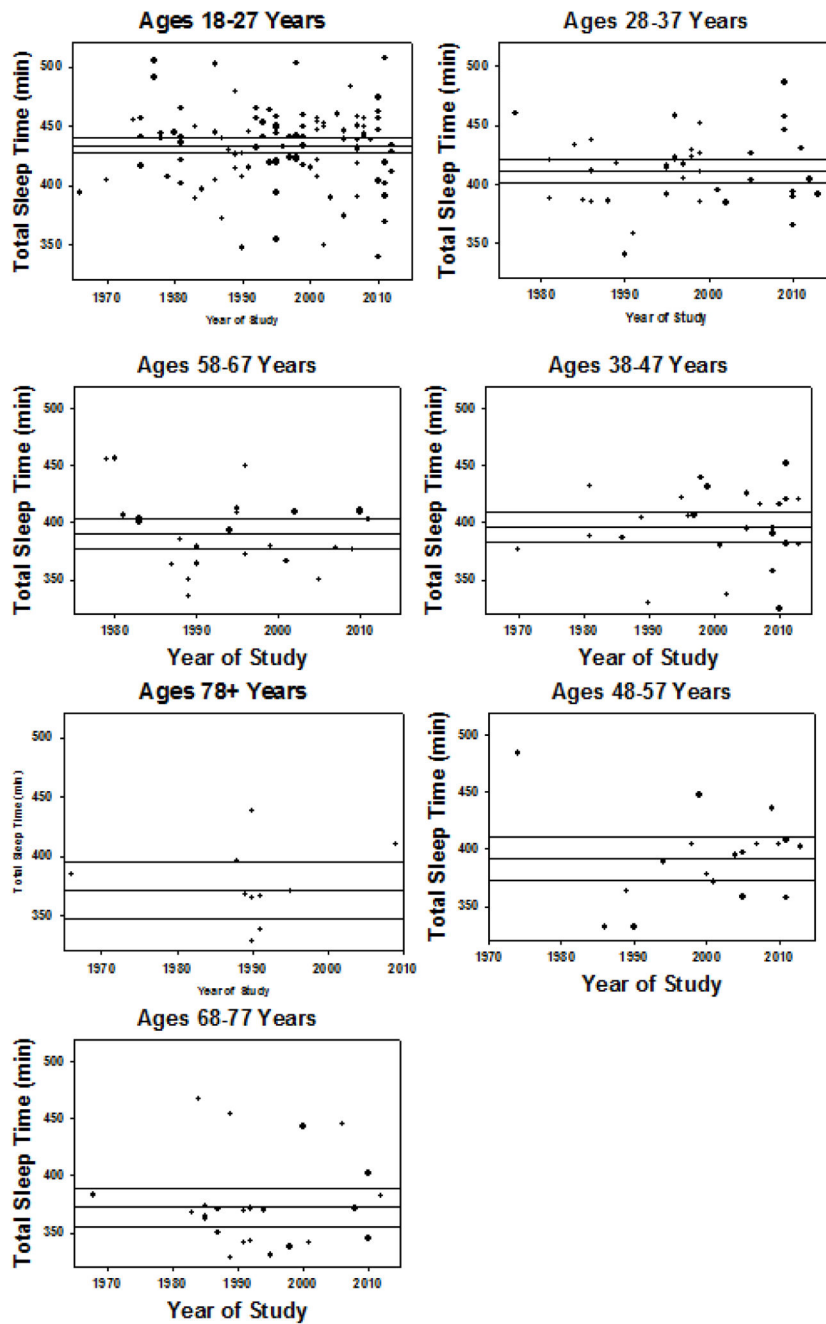 Ages 18-27 Years
Total Sleep Time (min)
500
450
400
350
1970 1980 1990 2000 2010
Year of Study
Ages 28-37 Years
Total Sleep Time (min)
500
450
400
350
1980 1990 2000 2010
Year of Study
Ages 58-67 Years
Total Sleep Time (min)
500
450
400
350
1980 1990 2000 2010
Year of Study
Ages 38-47 Years
Total Sleep Time (min)
500
450
400
350
1970 1980 1990 2000 2010
Year of Study
Ages 78+ Years
Total Sleep Time (min)
500
450
400
350
1970 1980 1990 2000 2010
Year of Study
Ages 48-57 Years
Total Sleep Time (min)
500
450
400
350
1970 1980 1990 2000 2010
Year of Study
Ages 68-77 Years
Total Sleep Time (min)
500
450
400
350
1970 1980 1990 2000 2010
Year of Study